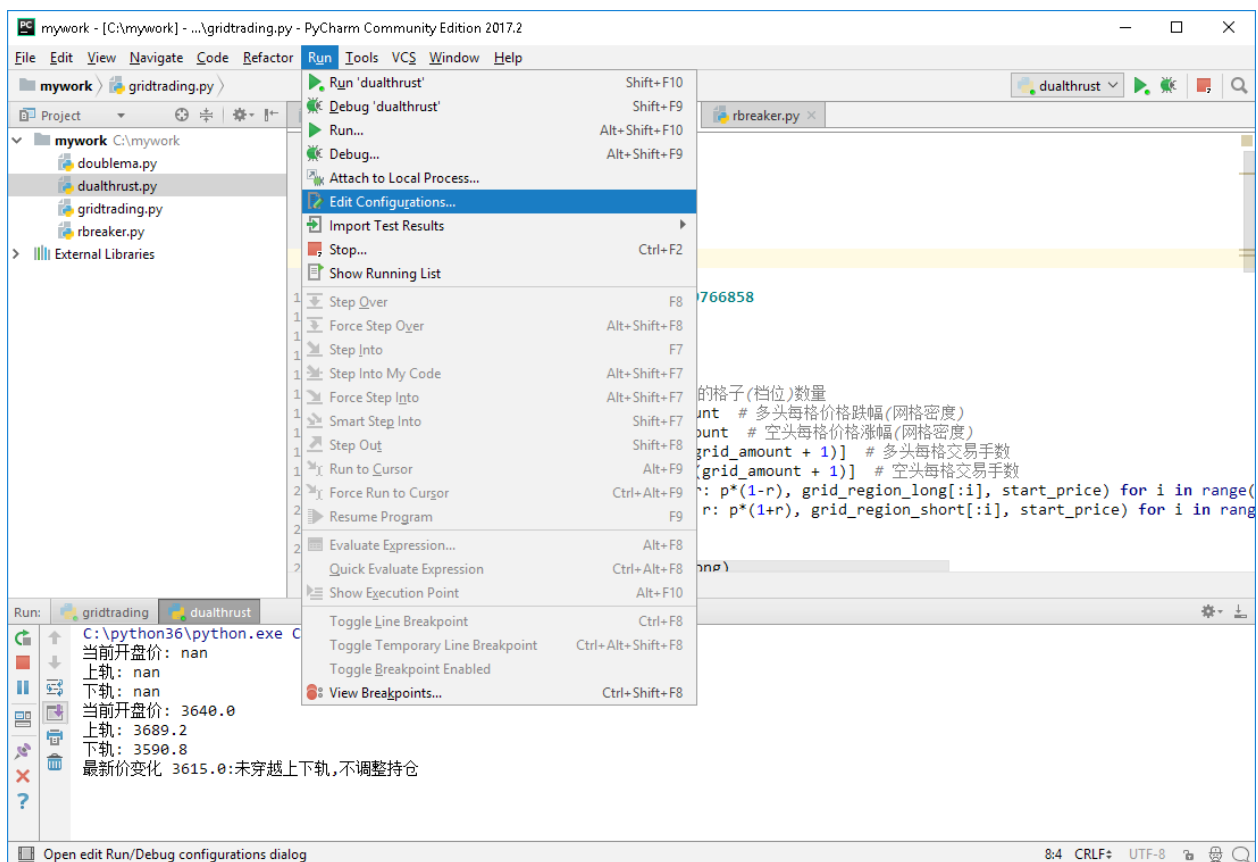 mywork - [C:\mywork] - ...\gridtrading.py - PyCharm Community Edition 2017.2
File Edit View Navigate Code Refactor Run Tools VCS Window Help
mywork gridtrading.py
dualthrust
Project
rbreaker.py
mywork C:\mywork
doublema.py
dualthrust.py
gridtrading.py
rbreaker.py
External Libraries
Run 'dualthrust' Shift+F10
Debug 'dualthrust' Shift+F9
Run... Alt+Shift+F10
Debug... Alt+Shift+F9
Attach to Local Process...
Edit Configurations...
Import Test Results
Stop... Ctrl+F2
Show Running List
Step Over F8
Force Step Over Alt+Shift+F8
Step Into F7
Step Into My Code Alt+Shift+F7
Force Step Into Alt+Shift+F7
Smart Step Into Shift+F7
Step Out Shift+F8
Run to Cursor Alt+F9
Force Run to Cursor Ctrl+Alt+F9
Resume Program F9
Evaluate Expression... Alt+F8
Quick Evaluate Expression Ctrl+Alt+F8
Show Execution Point Alt+F10
Toggle Line Breakpoint Ctrl+F8
Toggle Temporary Line Breakpoint Ctrl+Alt+Shift+F8
Toggle Breakpoint Enabled
View Breakpoints... Ctrl+Shift+F8
766858
的格子(档位)数量
unt # 多头每格价格跌幅(网格密度)
ount # 空头每格价格涨幅(网格密度)
grid_amount + 1)] # 多头每格交易手数
(grid_amount + 1)] # 空头每格交易手数
r: p*(1-r), grid_region_long[:i], start_price) for i in range(
r: p*(1+r), grid_region_short[:i], start_price) for i in rang
ong)
Run: gridtrading dualthrust
C:\python36\python.exe C
当前开盘价: nan
上轨: nan
下轨: nan
当前开盘价: 3640.0
上轨: 3689.2
下轨: 3590.8
最新价变化 3615.0:未穿越上下轨,不调整持仓
Open edit Run/Debug configurations dialog
8:4 CRLF UTF-8